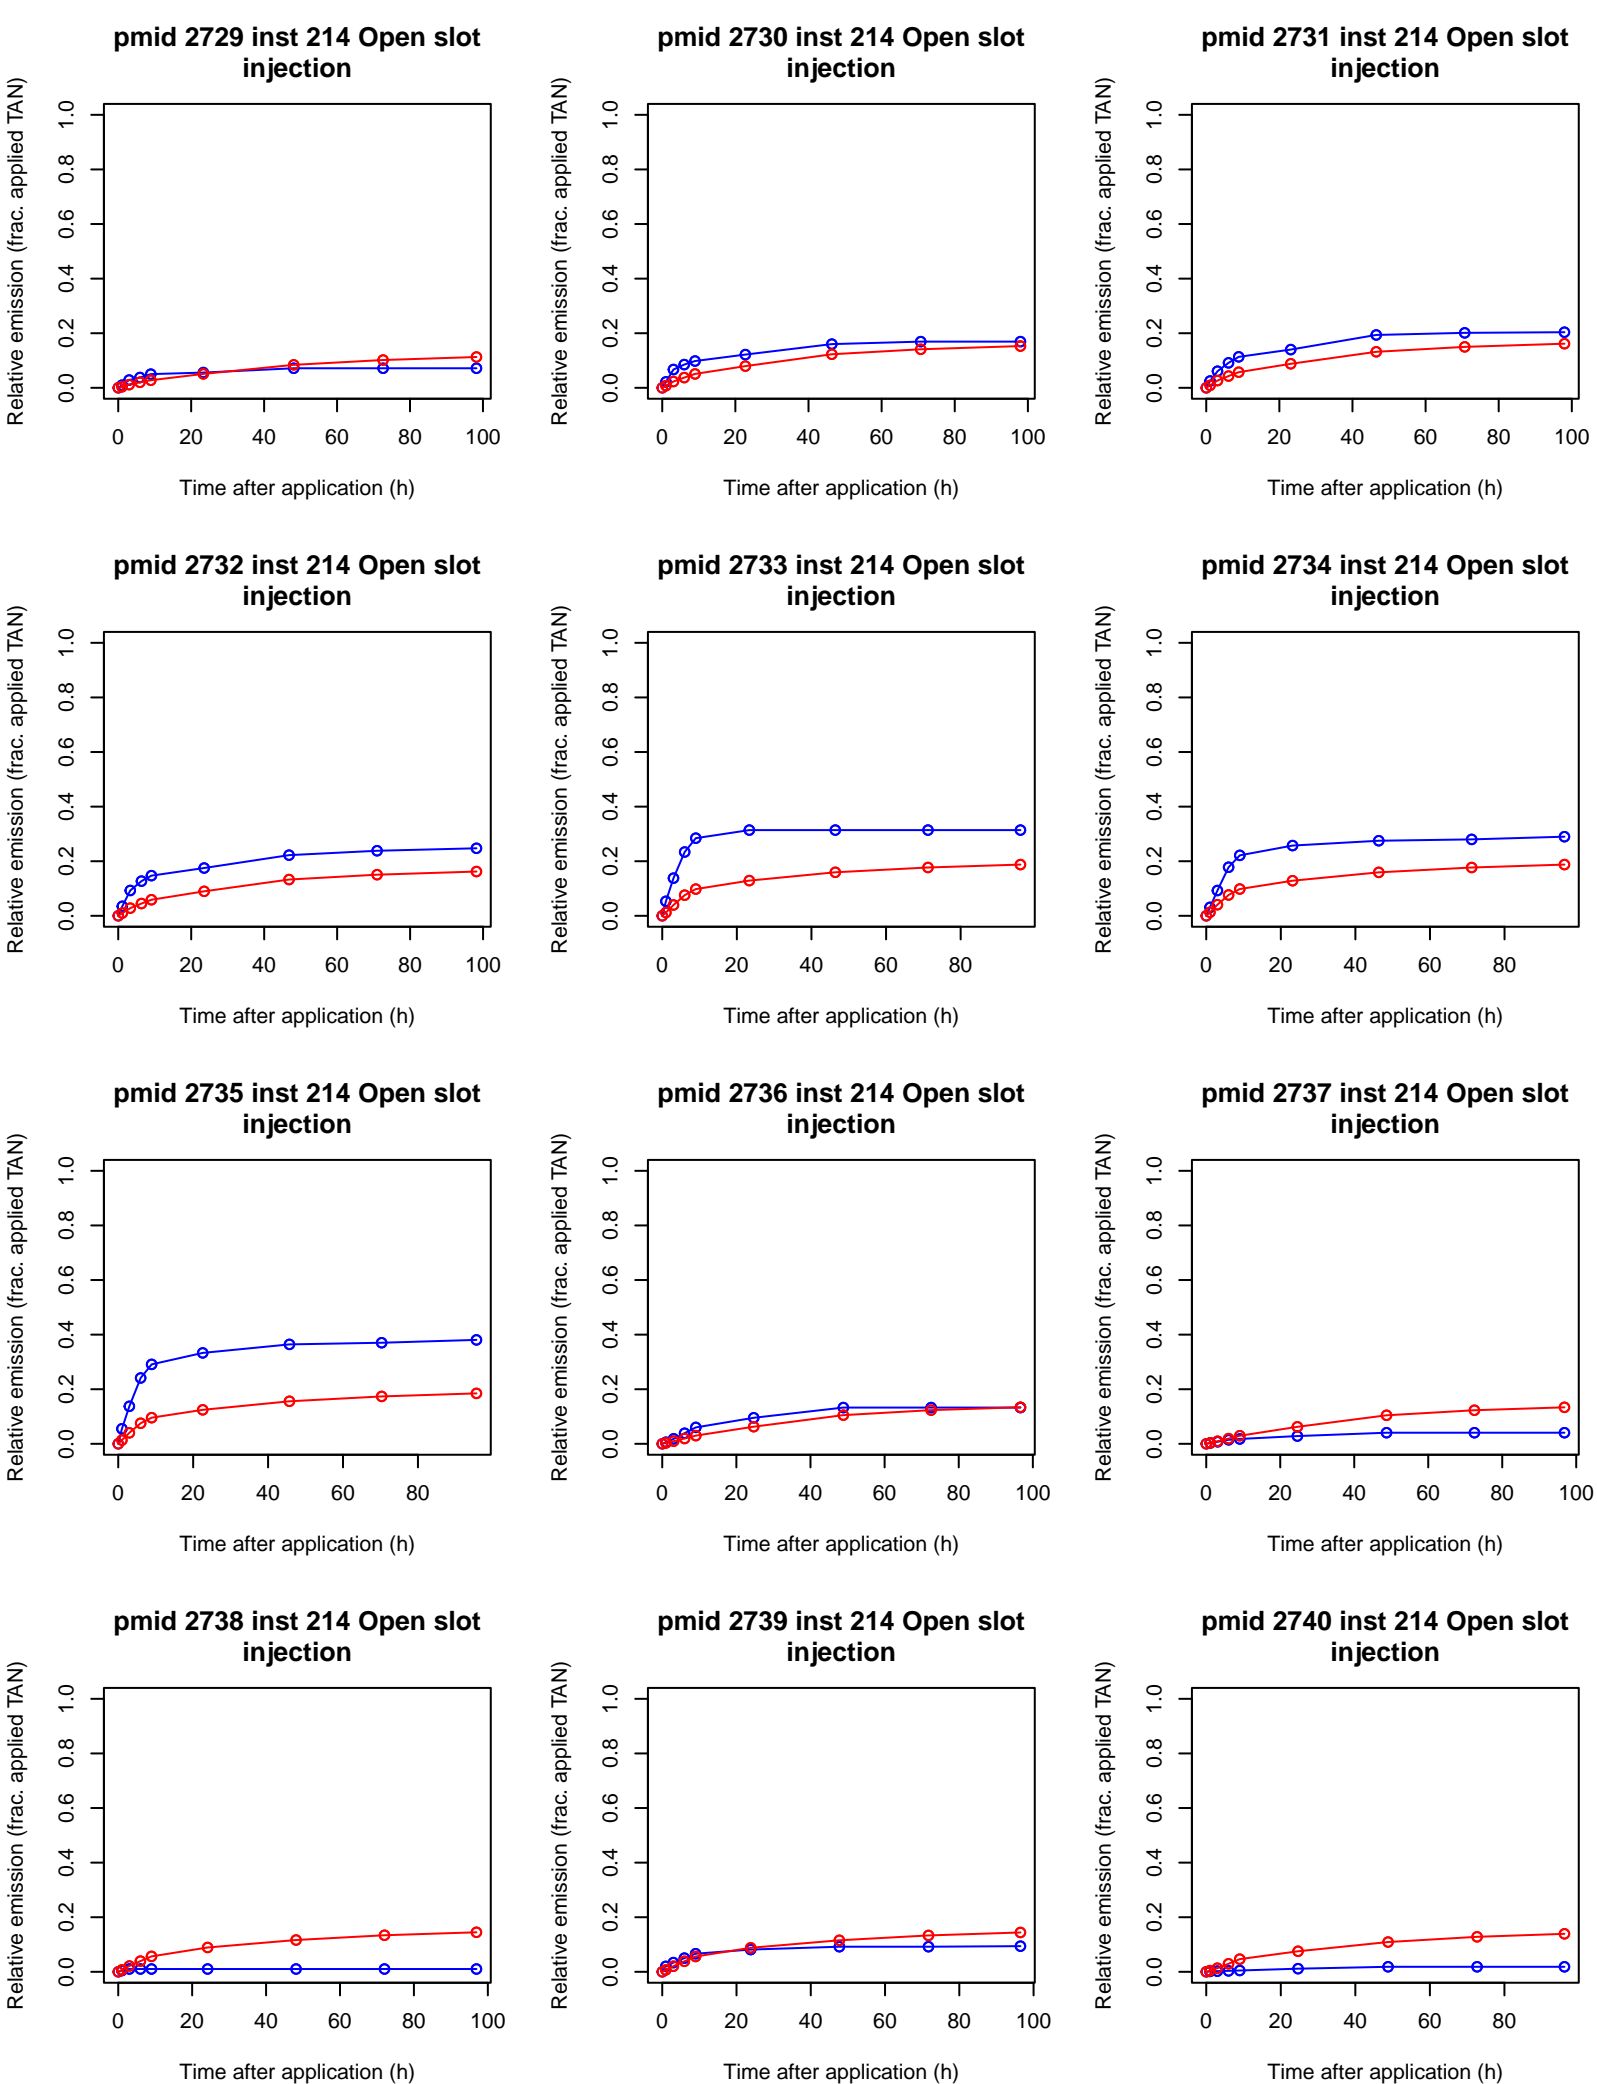 pmid 2729 inst 214 Open slot
injection
Relative emission (frac. applied TAN)
1.0
0.8
0.6
0.4
0.2
0.0
0 20 40 60 80 100
Time after application (h)
pmid 2730 inst 214 Open slot
injection
Relative emission (frac. applied TAN)
1.0
0.8
0.6
0.4
0.2
0.0
0 20 40 60 80 100
Time after application (h)
pmid 2731 inst 214 Open slot
injection
Relative emission (frac. applied TAN)
1.0
0.8
0.6
0.4
0.2
0.0
0 20 40 60 80 100
Time after application (h)
pmid 2732 inst 214 Open slot
injection
Relative emission (frac. applied TAN)
1.0
0.8
0.6
0.4
0.2
0.0
0 20 40 60 80 100
Time after application (h)
pmid 2733 inst 214 Open slot
injection
Relative emission (frac. applied TAN)
1.0
0.8
0.6
0.4
0.2
0.0
0 20 40 60 80
Time after application (h)
pmid 2734 inst 214 Open slot
injection
Relative emission (frac. applied TAN)
1.0
0.8
0.6
0.4
0.2
0.0
0 20 40 60 80
Time after application (h)
pmid 2735 inst 214 Open slot
injection
Relative emission (frac. applied TAN)
1.0
0.8
0.6
0.4
0.2
0.0
0 20 40 60 80
Time after application (h)
pmid 2736 inst 214 Open slot
injection
Relative emission (frac. applied TAN)
1.0
0.8
0.6
0.4
0.2
0.0
0 20 40 60 80 100
Time after application (h)
pmid 2737 inst 214 Open slot
injection
Relative emission (frac. applied TAN)
1.0
0.8
0.6
0.4
0.2
0.0
0 20 40 60 80 100
Time after application (h)
pmid 2738 inst 214 Open slot
injection
Relative emission (frac. applied TAN)
1.0
0.8
0.6
0.4
0.2
0.0
0 20 40 60 80 100
Time after application (h)
pmid 2739 inst 214 Open slot
injection
Relative emission (frac. applied TAN)
1.0
0.8
0.6
0.4
0.2
0.0
0 20 40 60 80 100
Time after application (h)
pmid 2740 inst 214 Open slot
injection
Relative emission (frac. applied TAN)
1.0
0.8
0.6
0.4
0.2
0.0
0 20 40 60 80
Time after application (h)